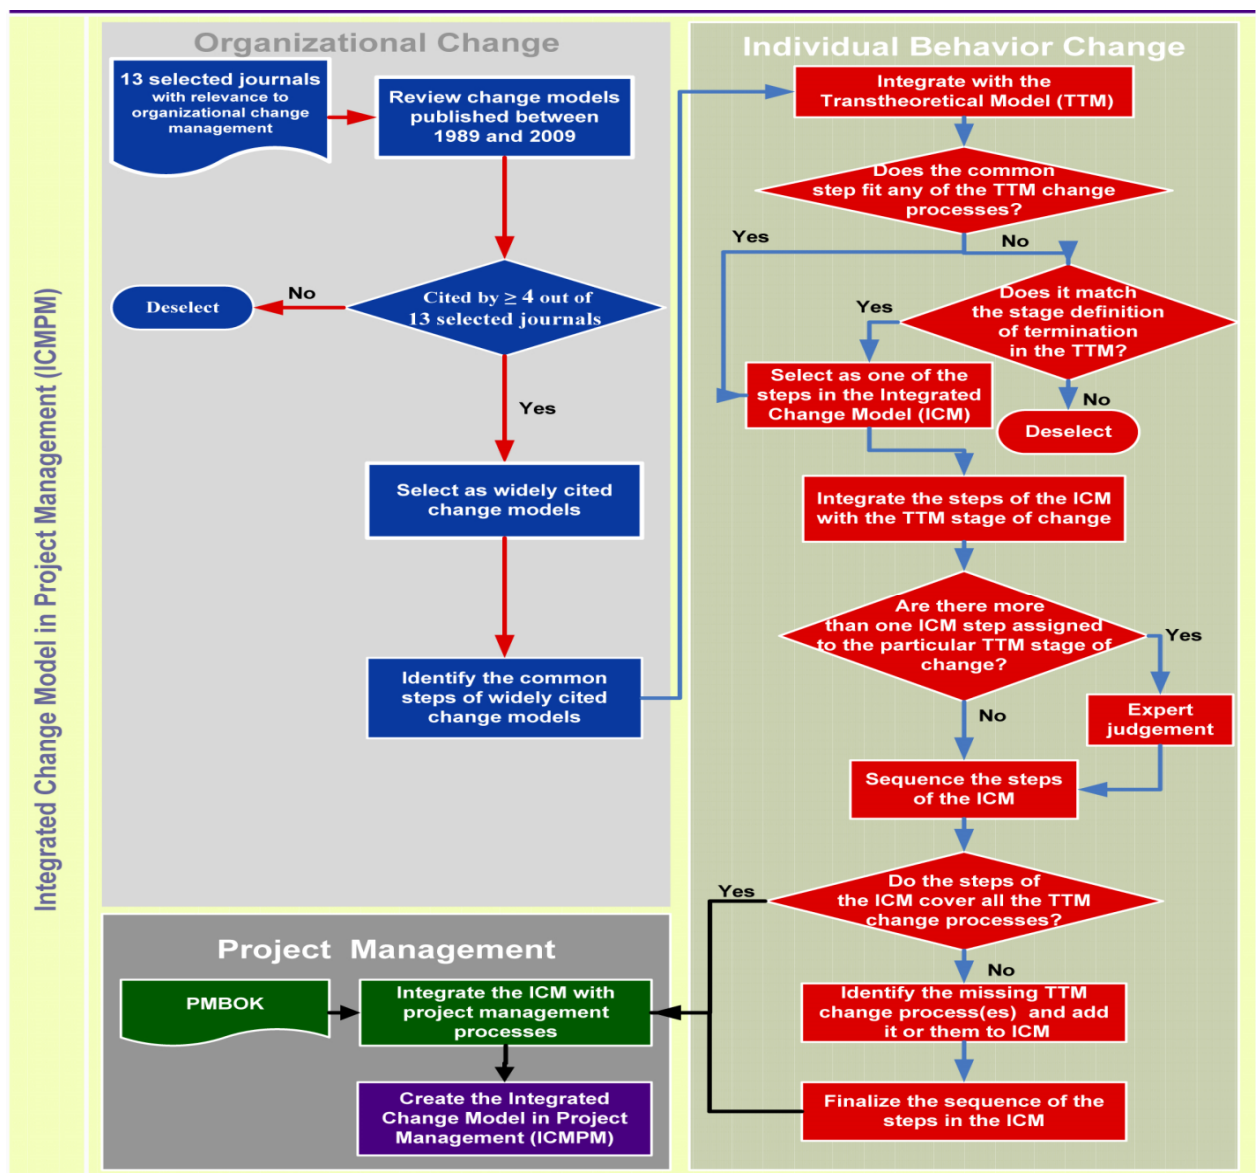 Integrated Change Model in Project Management (ICMPM)
Organizational Change
13 selected journals
with relevance to
organizational change
management
Review change models
published between
1989 and 2009
Cited by ≥ 4 out of
13 selected journals
No
Deselect
Yes
Select as widely cited
change models
Identify the common
steps of widely cited
change models
Individual Behavior Change
Integrate with the
Transtheoretical Model (TTM)
Does the common
step fit any of the TTM change
processes?
Yes
No
Does it match
the stage definition
of termination
in the TTM?
Yes
No
Select as one of the
steps in the Integrated
Change Model (ICM)
Deselect
Integrate the steps of the ICM
with the TTM stage of change
Are there more
than one ICM step assigned
to the particular TTM stage of
change?
Yes
No
Expert
judgement
Sequence the steps
of the ICM
Do the steps of
the ICM cover all the TTM
change processes?
Yes
No
Identify the missing TTM
change process(es) and add
it or them to ICM
Finalize the sequence of the
steps in the ICM
Project Management
PMBOK
Integrate the ICM with
project management
processes
Create the Integrated
Change Model in Project
Management (ICMPM)